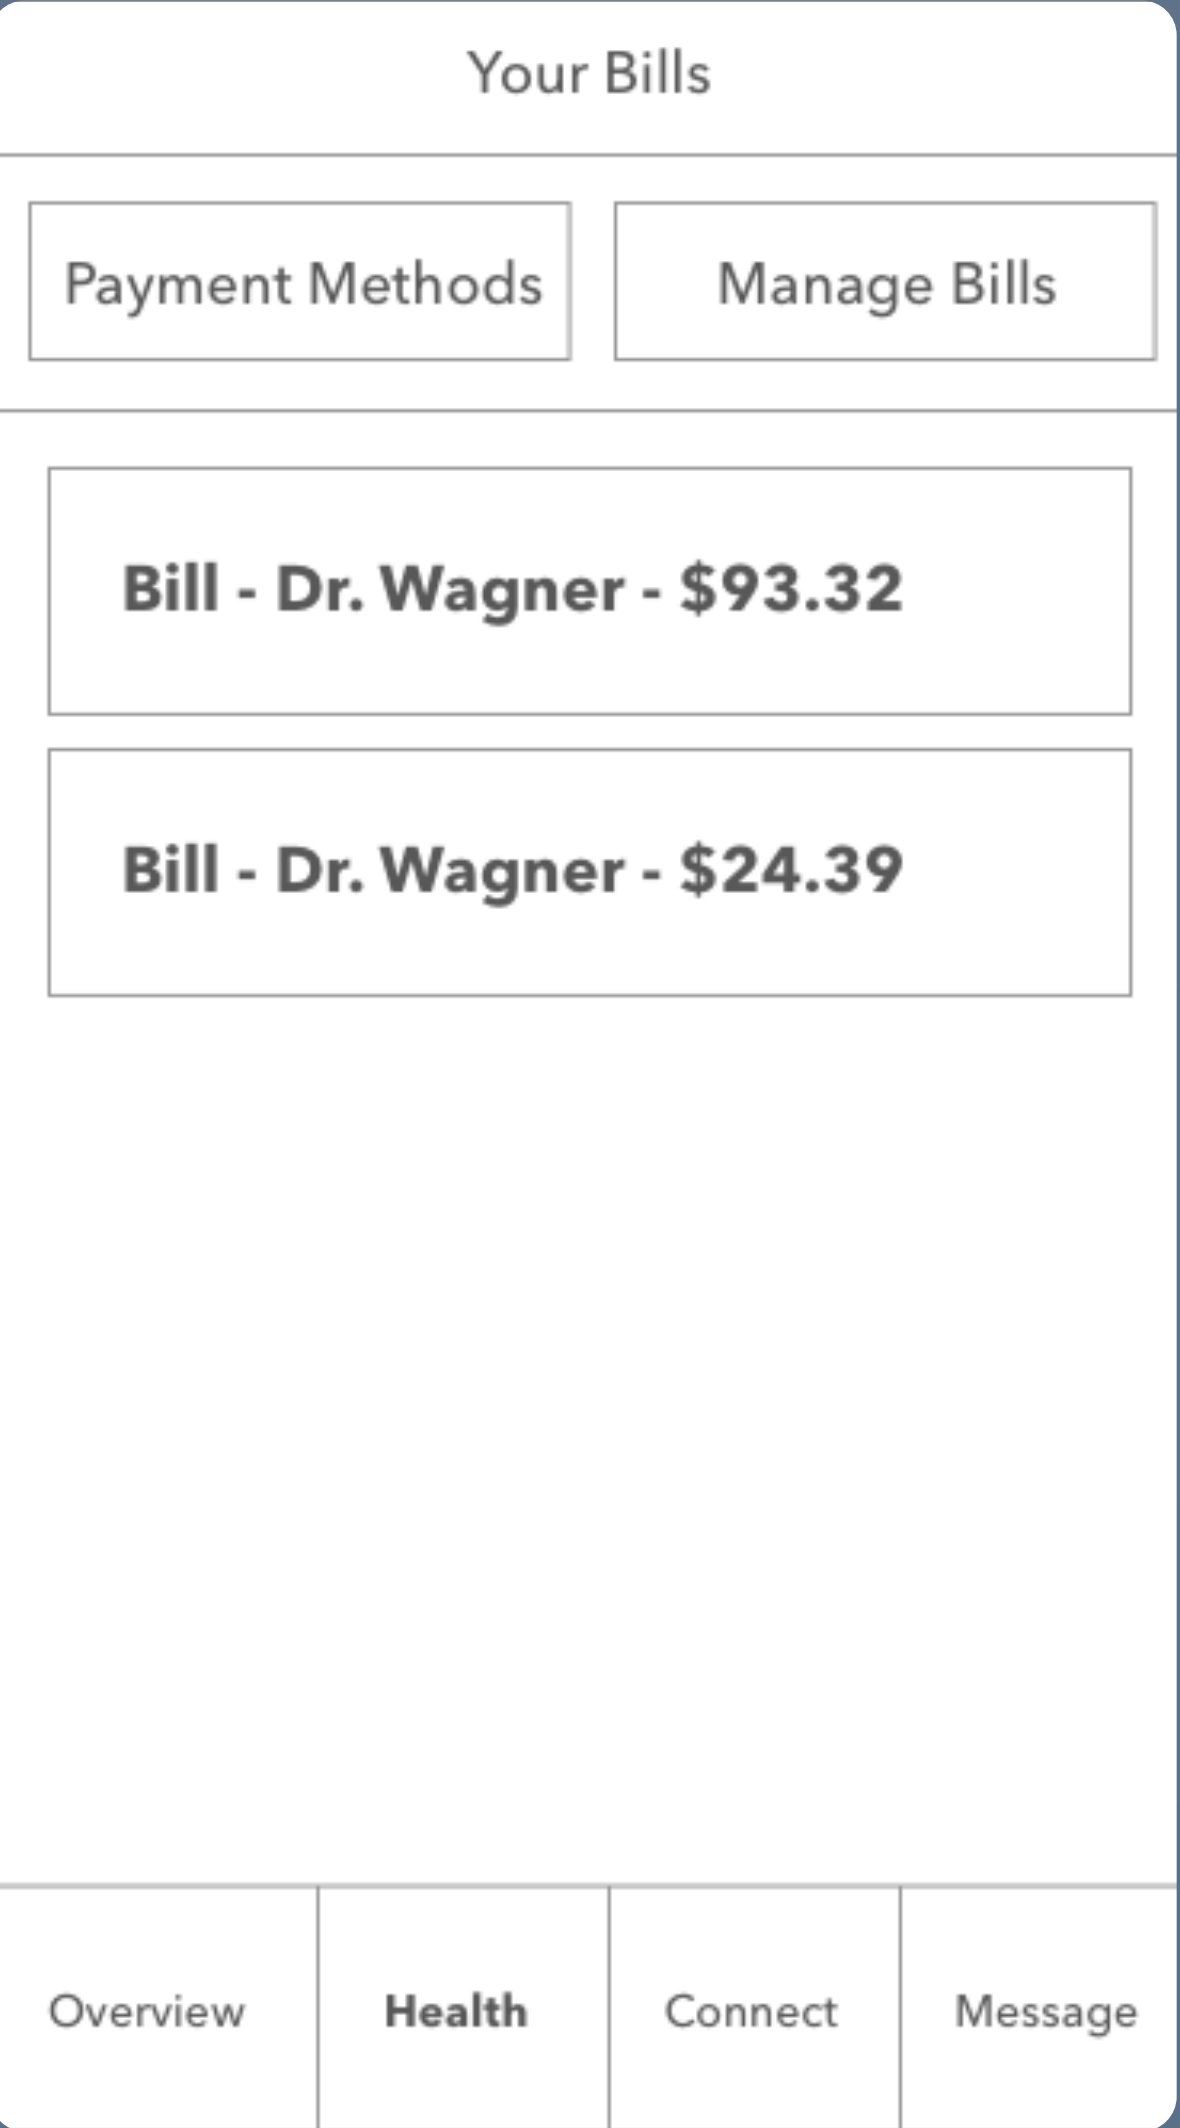 Your Bills
Payment Methods
Manage Bills
Bill - Dr. Wagner - $93.32
Bill - Dr. Wagner - $24.39
Overview
Health
Connect
Message